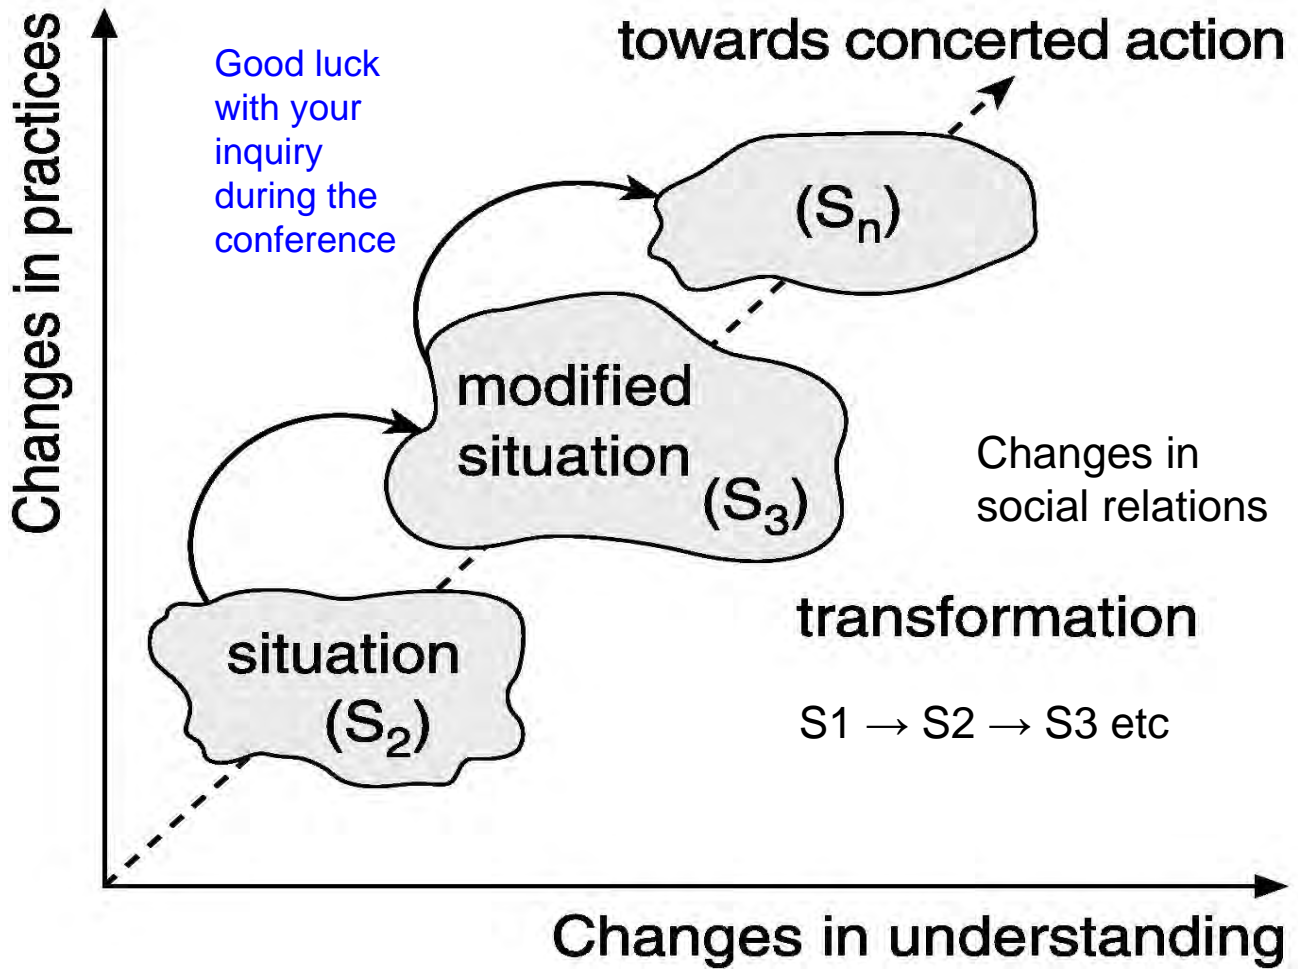 towards concerted action
Good luck
with your
inquiry
during the
conference
Changes in practices
(Sₙ)
modified
situation
(S₃)
Changes in
social relations
transformation
situation
(S₂)
S1 → S2 → S3 etc
Changes in understanding